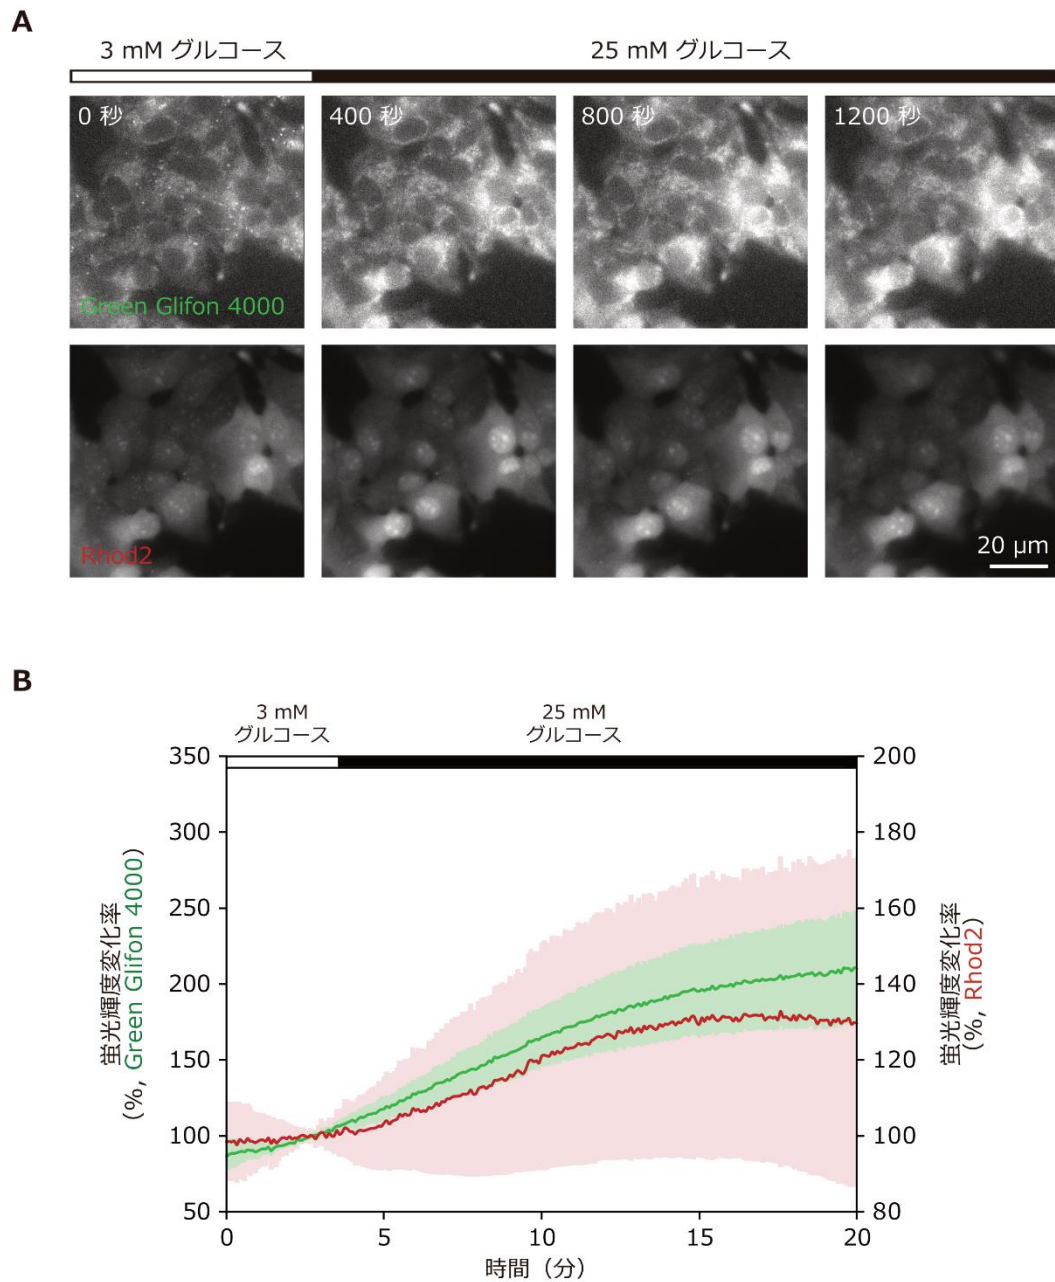 A
3 mM グルコース
25 mM グルコース
0 秒
400 秒
800 秒
1200 秒
Green Glifon 4000
Rhod2
20 μm
B
3 mM
グルコース
25 mM
グルコース
350
300
250
200
150
100
50
200
180
160
140
120
100
80
蛍光輝度変化率
(%, Green Glifon 4000)
蛍光輝度変化率
(%, Rhod2)
0
5
10
15
20
時間（分）